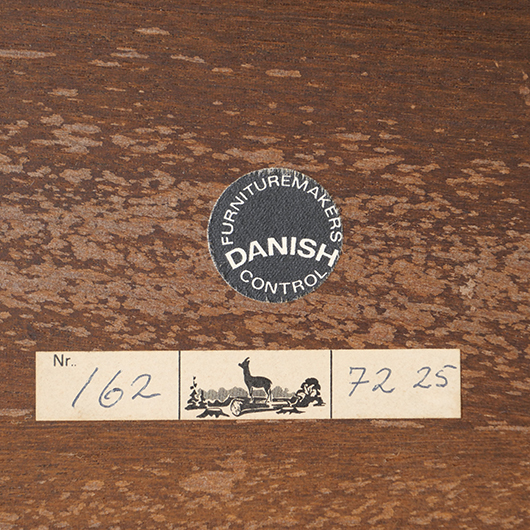 FURNITUREMAKERS
DANISH
CONTROL
Nr.. 162 72 25